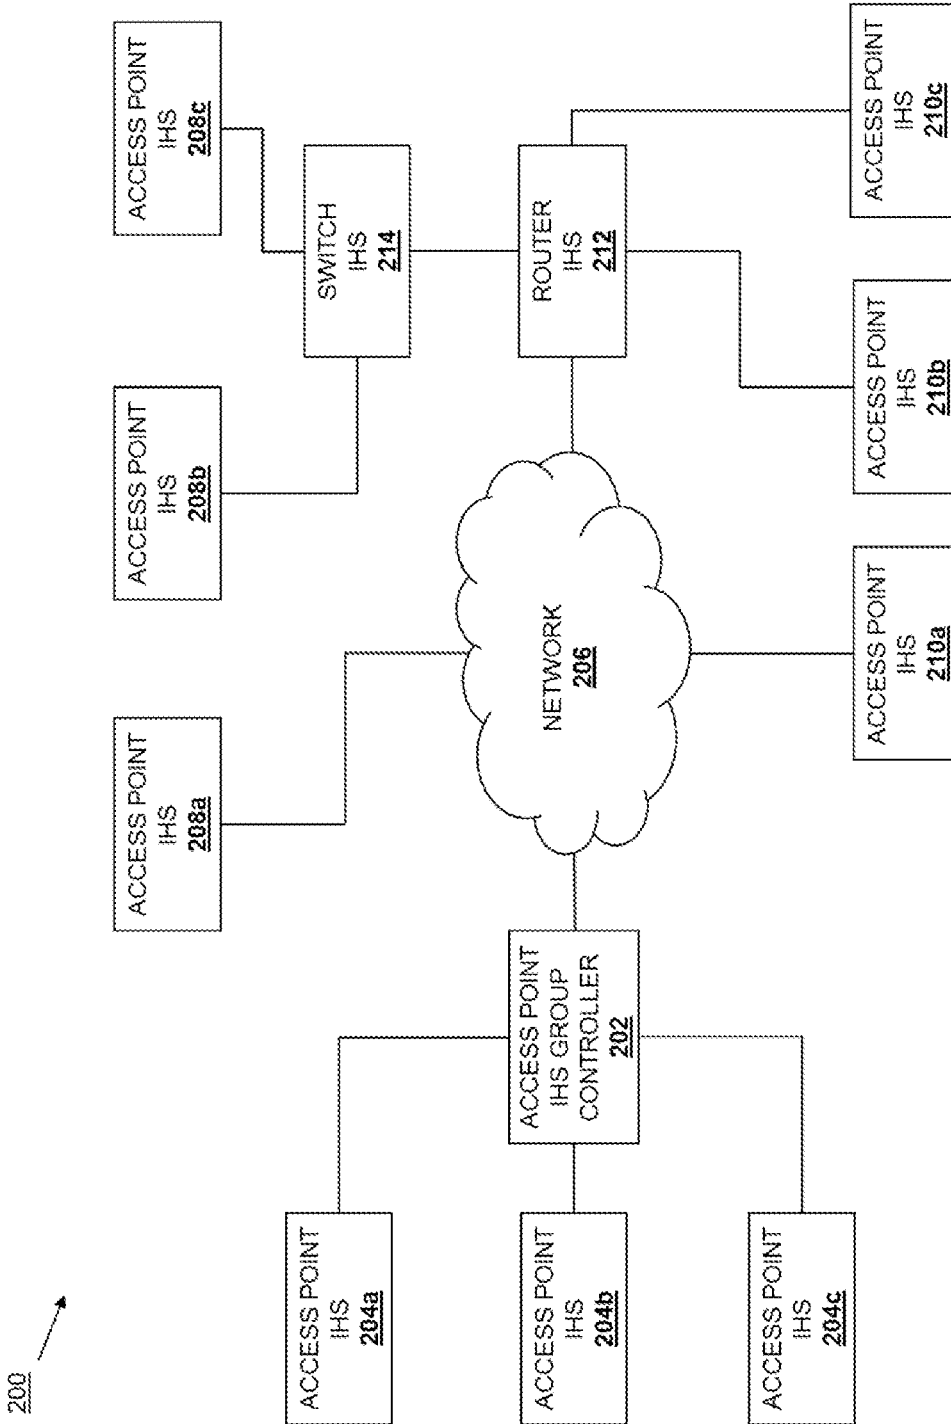 200
ACCESS POINT
IHS
208a
ACCESS POINT
IHS
208b
ACCESS POINT
IHS
208c
ACCESS POINT
IHS
204a
SWITCH
IHS
214
ACCESS POINT
IHS
204b
ACCESS POINT
IHS GROUP
CONTROLLER
202
NETWORK
206
ROUTER
IHS
212
ACCESS POINT
IHS
204c
ACCESS POINT
IHS
210a
ACCESS POINT
IHS
210b
ACCESS POINT
IHS
210c